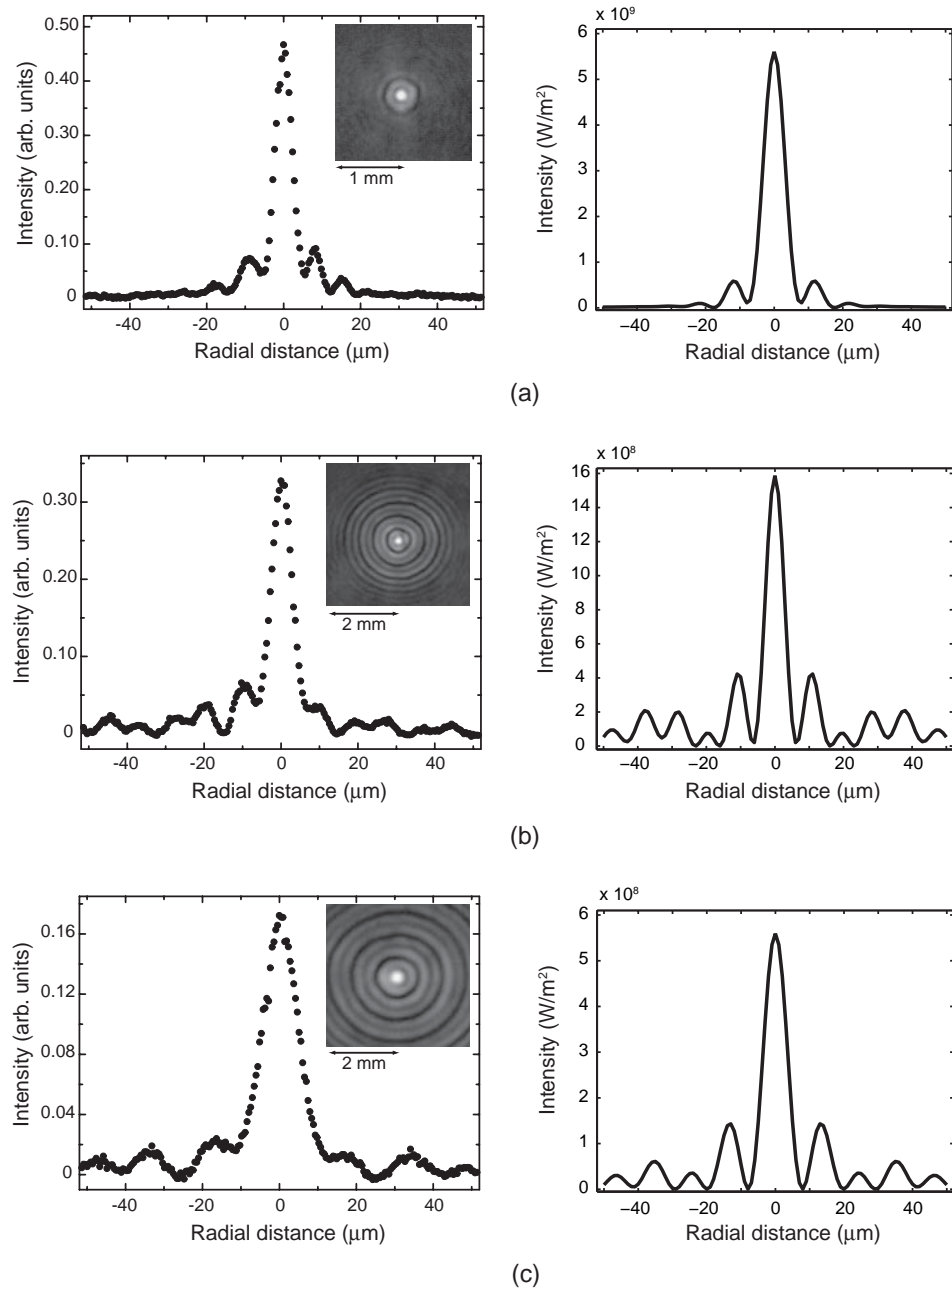 0.50
0.40
0.30
0.20
0.10
0
Intensity (arb. units)
-40 -20 0 20 40
Radial distance (μm)
1 mm
x 10⁹
6
5
4
3
2
1
0
Intensity (W/m²)
−40 −20 0 20 40
Radial distance (μm)
(a)
0.30
0.20
0.10
0
Intensity (arb. units)
-40 -20 0 20 40
Radial distance (μm)
2 mm
x 10⁸
16
14
12
10
8
6
4
2
0
Intensity (W/m²)
−40 −20 0 20 40
Radial distance (μm)
(b)
0.16
0.12
0.08
0.04
0
Intensity (arb. units)
-40 -20 0 20 40
Radial distance (μm)
2 mm
x 10⁸
6
5
4
3
2
1
0
Intensity (W/m²)
−40 −20 0 20 40
Radial distance (μm)
(c)